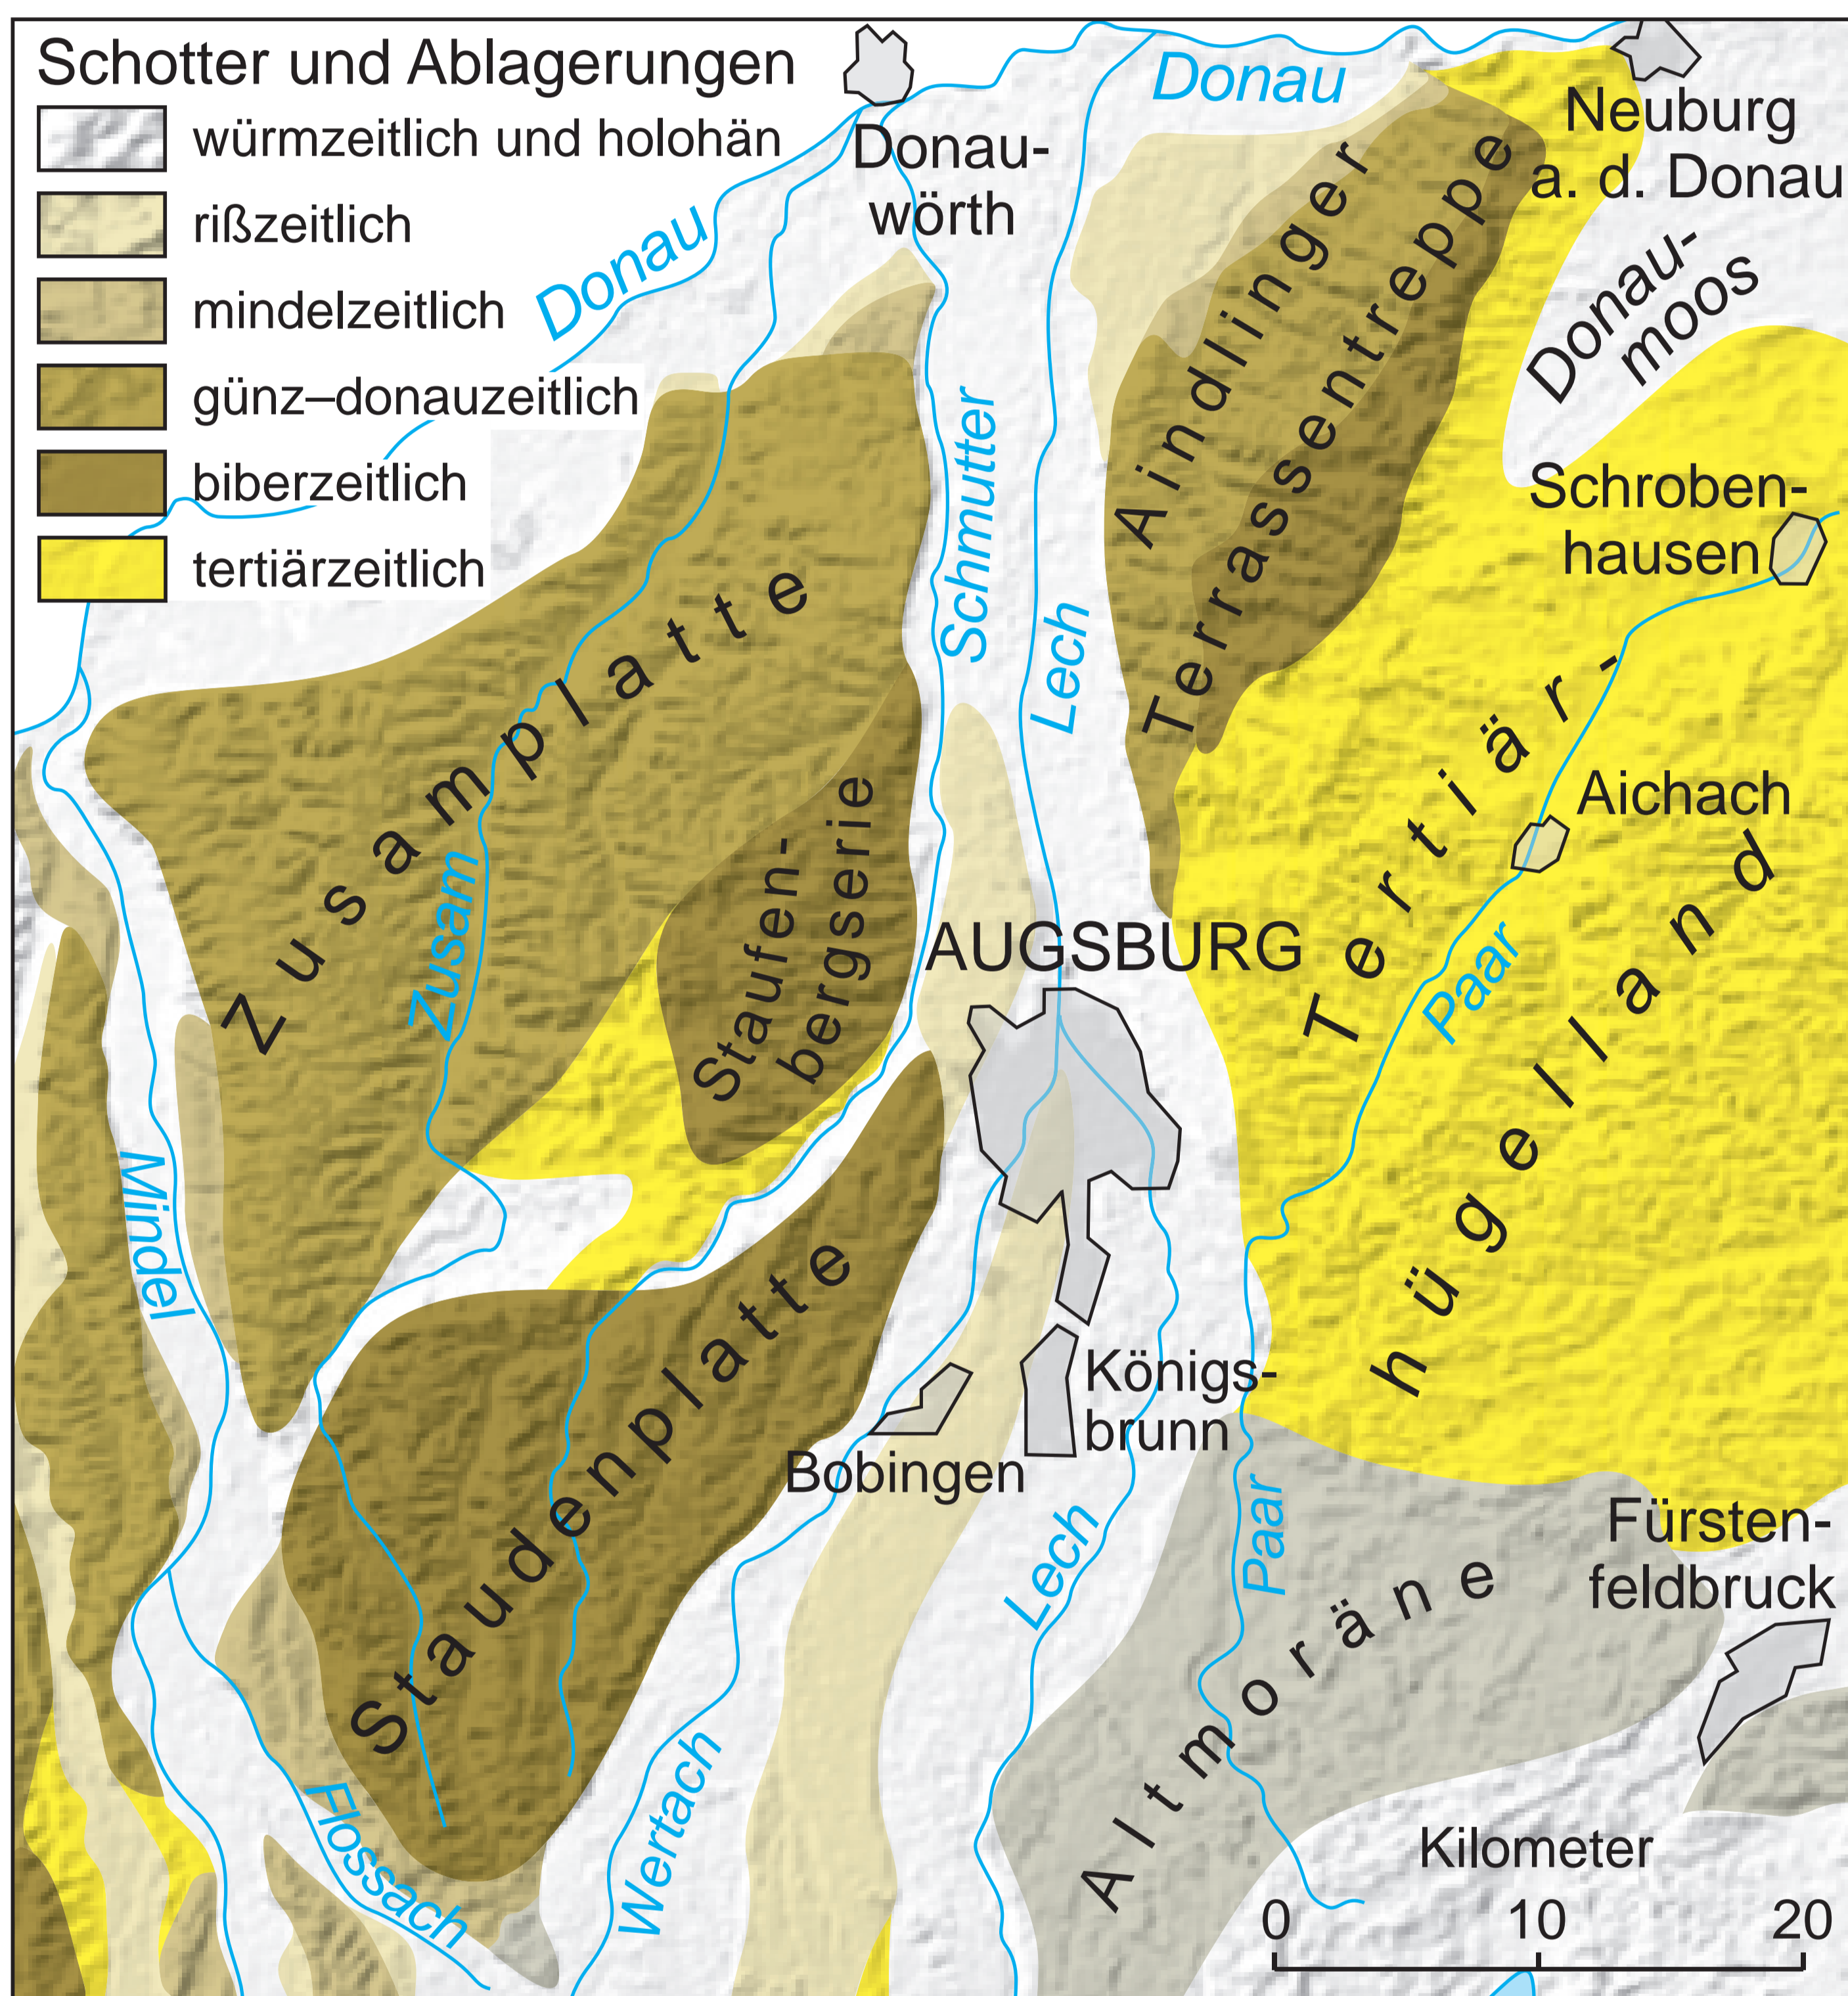 Schotter und Ablagerungen
würmzeitlich und holohän
rißzeitlich
mindelzeitlich
günz–donauzeitlich
biberzeitlich
tertiärzeitlich
Donau-
wörth
Donau
Donau
Neuburg
a. d. Donau
Donau-
moos
Aindlinger
Terrassentreppe
Schmutter
Lech
Schroben-
hausen
Zusamplatte
Zusam
Staufen-
bergserie
AUGSBURG
Aichach
Paar
Tertiär-
hügelland
Mindel
Staudenplatte
Königs-
brunn
Bobingen
Lech
Paar
Fürsten-
feldbruck
Altmoräne
Flossach
Wertach
Kilometer
0 10 20